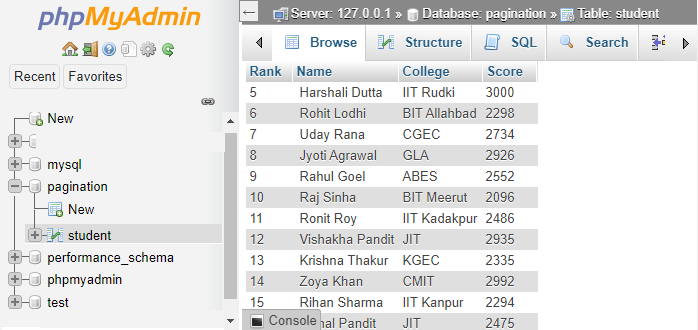 phpMyAdmin
Recent Favorites
New
mysql
pagination
New
student
performance_schema
phpmyadmin
test
Server: 127.0.0.1 » Database: pagination » Table: student
Browse Structure SQL Search
Rank Name College Score
5 Harshali Dutta IIT Rudki 3000
6 Rohit Lodhi BIT Allahbad 2298
7 Uday Rana CGEC 2734
8 Jyoti Agrawal GLA 2926
9 Rahul Goel ABES 2552
10 Raj Sinha BIT Meerut 2096
11 Ronit Roy IIT Kadakpur 2486
12 Vishakha Pandit JIT 2935
13 Krishna Thakur KGEC 2335
14 Zoya Khan CMIT 2992
15 Rihan Sharma IIT Kanpur 2294
Pandit JIT 2475
Console